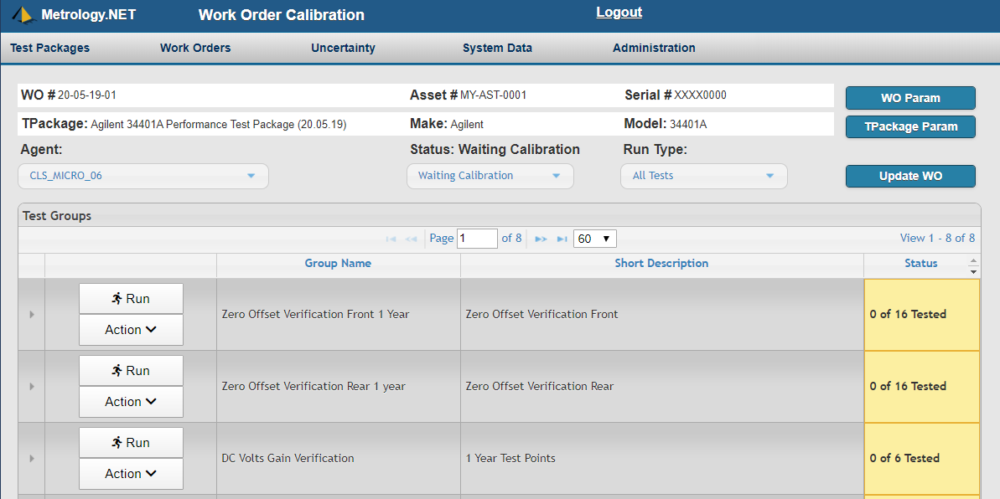 Metrology.NET Work Order Calibration Logout
Test Packages Work Orders Uncertainty System Data Administration
WO # 20-05-19-01 Asset # MY-AST-0001 Serial # XXXX0000 WO Param
TPackage: Agilent 34401A Performance Test Package (20.05.19) Make: Agilent Model: 34401A TPackage Param
Agent: Status: Waiting Calibration Run Type:
CLS_MICRO_06 Waiting Calibration All Tests Update WO
Test Groups
Page 1 of 8 60 View 1 - 8 of 8
Group Name Short Description Status
Run
Zero Offset Verification Front 1 Year Zero Offset Verification Front 0 of 16 Tested
Action
Run
Zero Offset Verification Rear 1 year Zero Offset Verification Rear 0 of 16 Tested
Action
Run
DC Volts Gain Verification 1 Year Test Points 0 of 6 Tested
Action